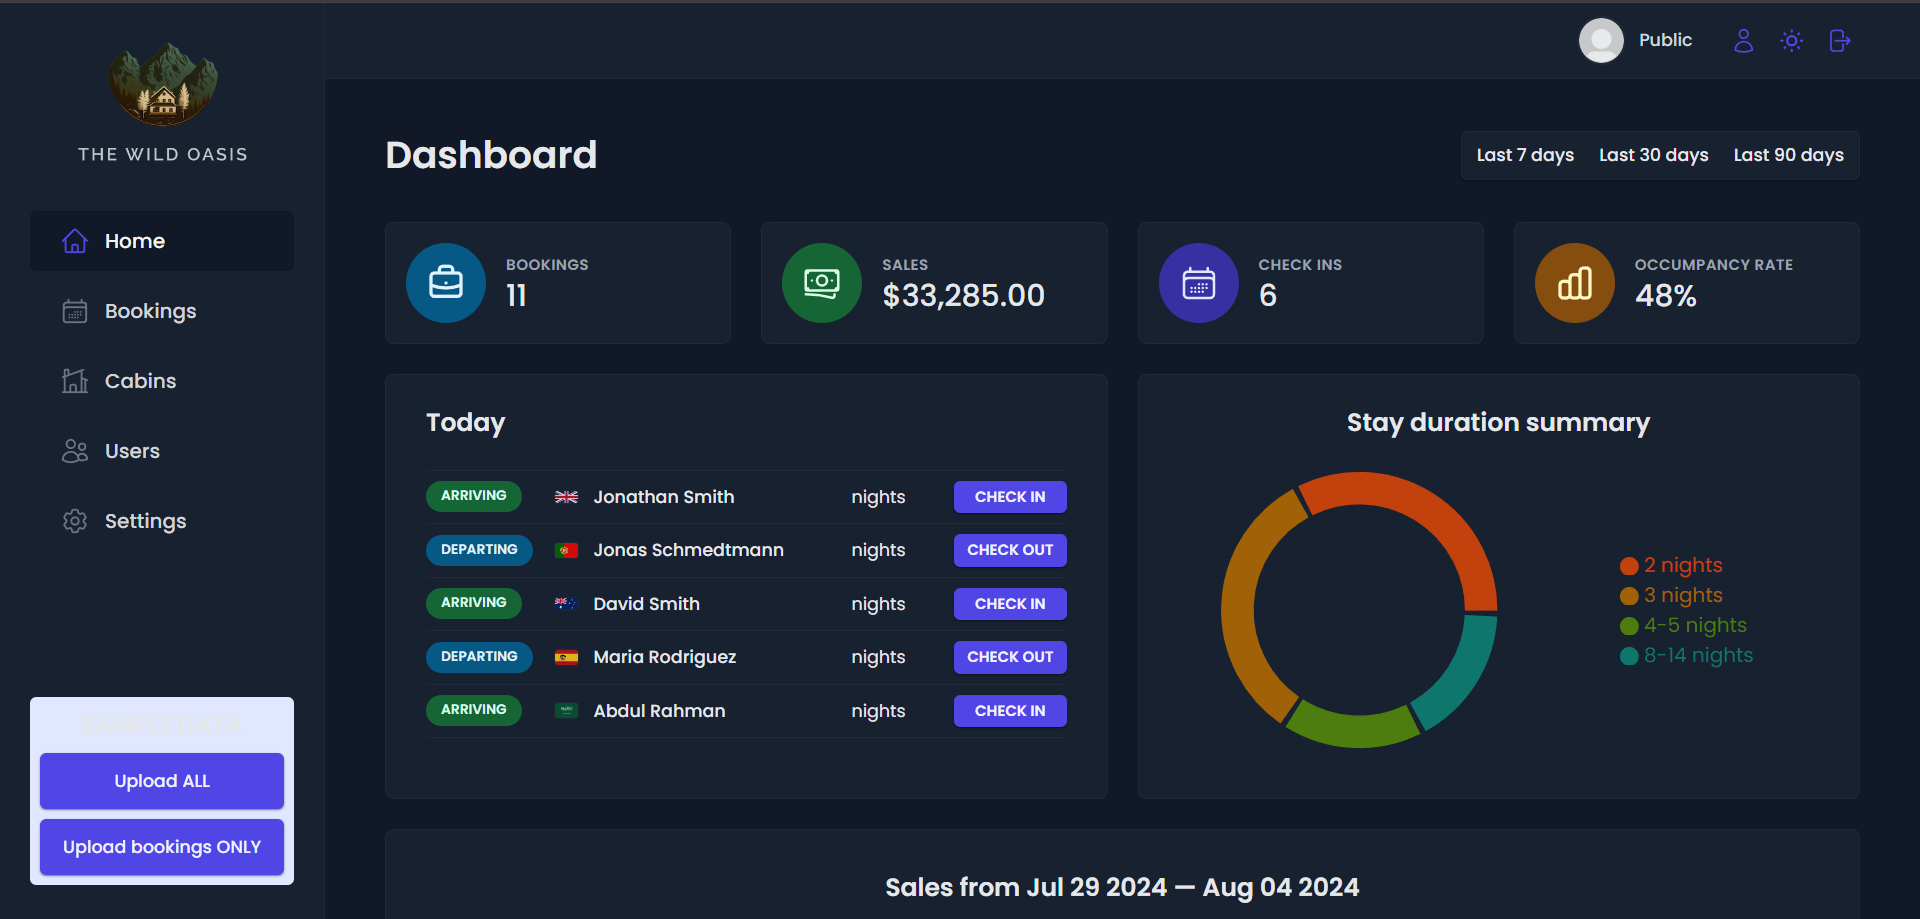 THE WILD OASIS
Home
Bookings
Cabins
Users
Settings
SAMPLE DATA
Upload ALL
Upload bookings ONLY
Public
Dashboard
Last 7 days Last 30 days Last 90 days
BOOKINGS
11
SALES
$33,285.00
CHECK INS
6
OCCUMPANCY RATE
48%
Today
ARRIVING Jonathan Smith nights CHECK IN
DEPARTING Jonas Schmedtmann nights CHECK OUT
ARRIVING David Smith nights CHECK IN
DEPARTING Maria Rodriguez nights CHECK OUT
ARRIVING Abdul Rahman nights CHECK IN
Stay duration summary
2 nights
3 nights
4-5 nights
8-14 nights
Sales from Jul 29 2024 — Aug 04 2024